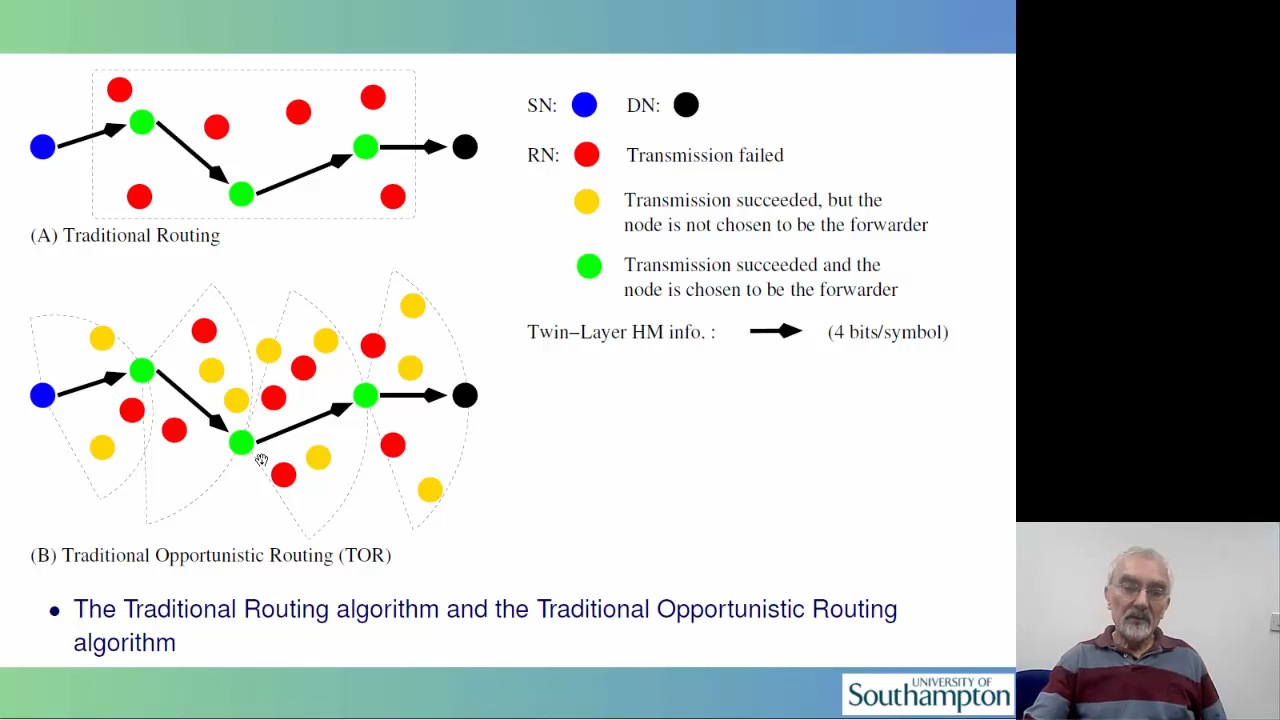 SN: DN:
RN: Transmission failed
Transmission succeeded, but the
node is not chosen to be the forwarder
Transmission succeeded and the
node is chosen to be the forwarder
Twin−Layer HM info. : (4 bits/symbol)
(A) Traditional Routing
(B) Traditional Opportunistic Routing (TOR)
• The Traditional Routing algorithm and the Traditional Opportunistic Routing
algorithm
UNIVERSITY OF
Southampton